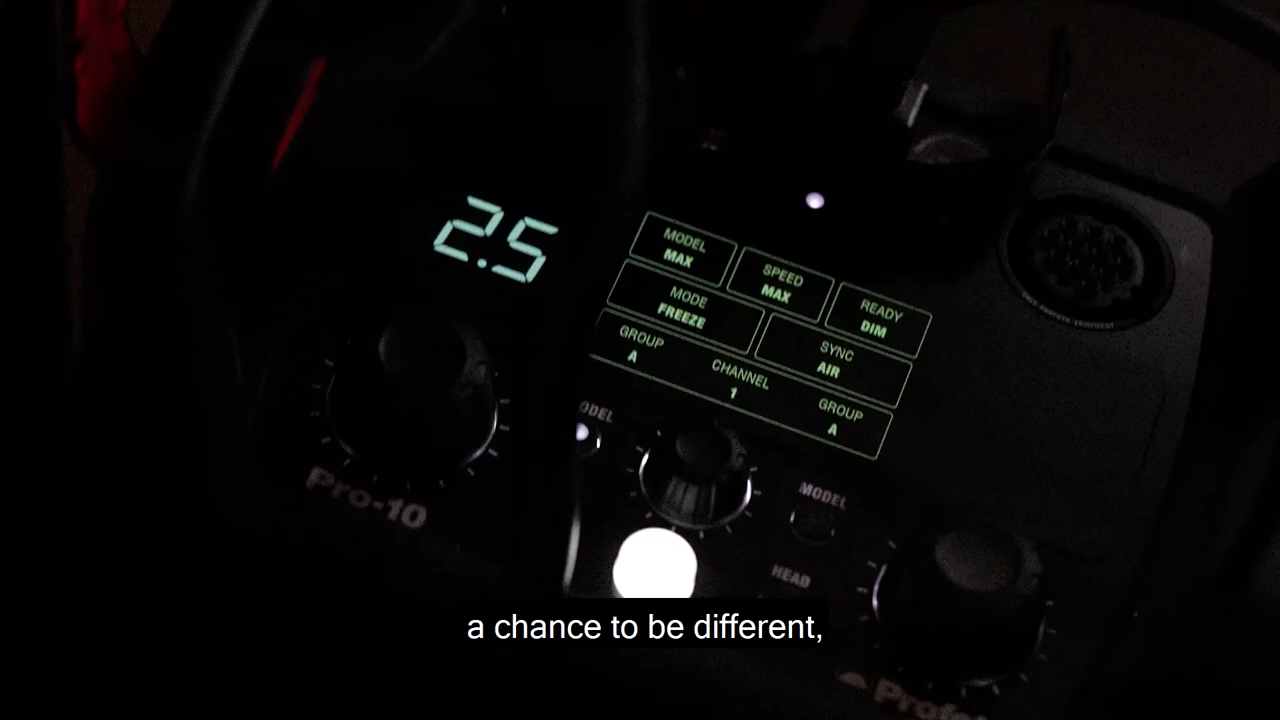 2.5
MODEL
MAX
SPEED
MAX
READY
DIM
MODE
FREEZE
SYNC
AIR
GROUP
A
CHANNEL
1
GROUP
A
MODEL
HEAD
Pro-10
a chance to be different,